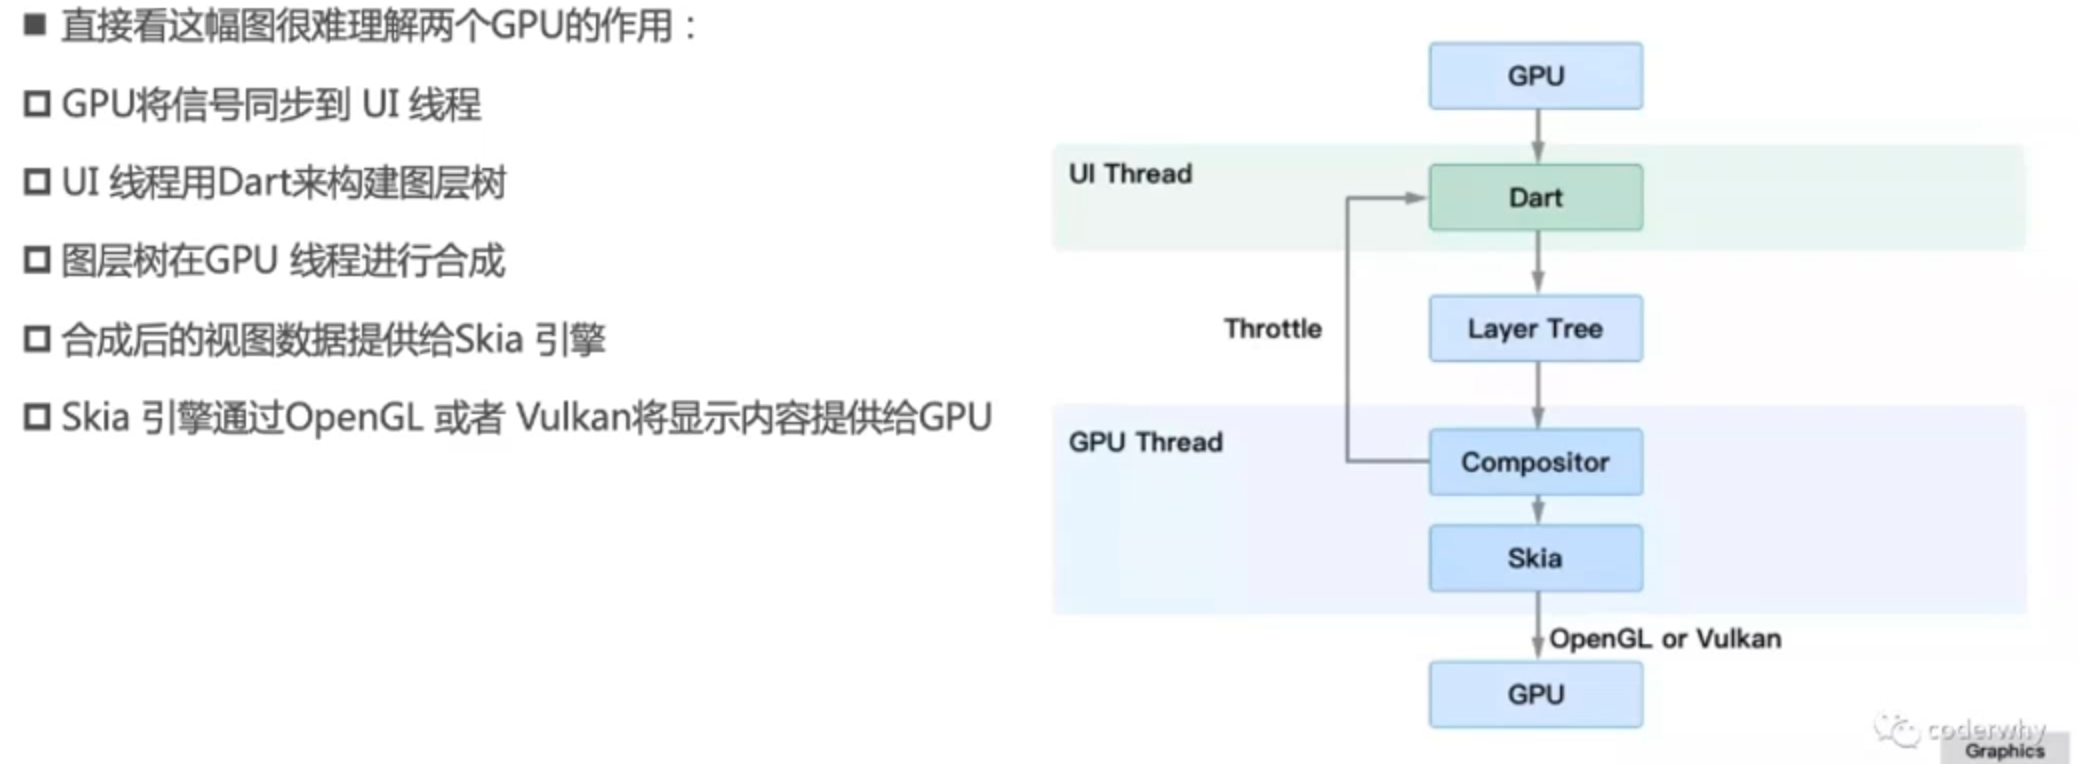 ■ 直接看这幅图很难理解两个GPU的作用：
□ GPU将信号同步到 UI 线程
□ UI 线程用Dart来构建图层树
□ 图层树在GPU 线程进行合成
□ 合成后的视图数据提供给Skia 引擎
□ Skia 引擎通过OpenGL 或者 Vulkan将显示内容提供给GPU
GPU
UI Thread
Dart
Throttle
Layer Tree
GPU Thread
Compositor
Skia
OpenGL or Vulkan
GPU
coderwhy
Graphics